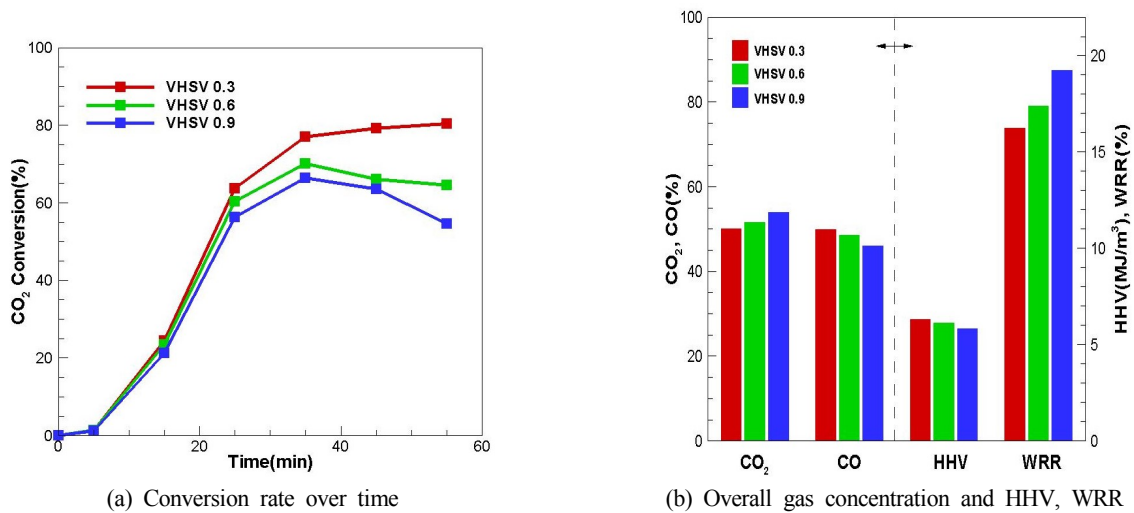 100
80
60
40
20
0
CO₂ Conversion(%)
VHSV 0.3
VHSV 0.6
VHSV 0.9
0
20
40
60
Time(min)
(a) Conversion rate over time
100
80
60
40
20
0
CO₂, CO(%)
VHSV 0.3
VHSV 0.6
VHSV 0.9
20
15
10
5
0
HHV(MJ/m³), WRR(%)
CO₂
CO
HHV
WRR
(b) Overall gas concentration and HHV, WRR